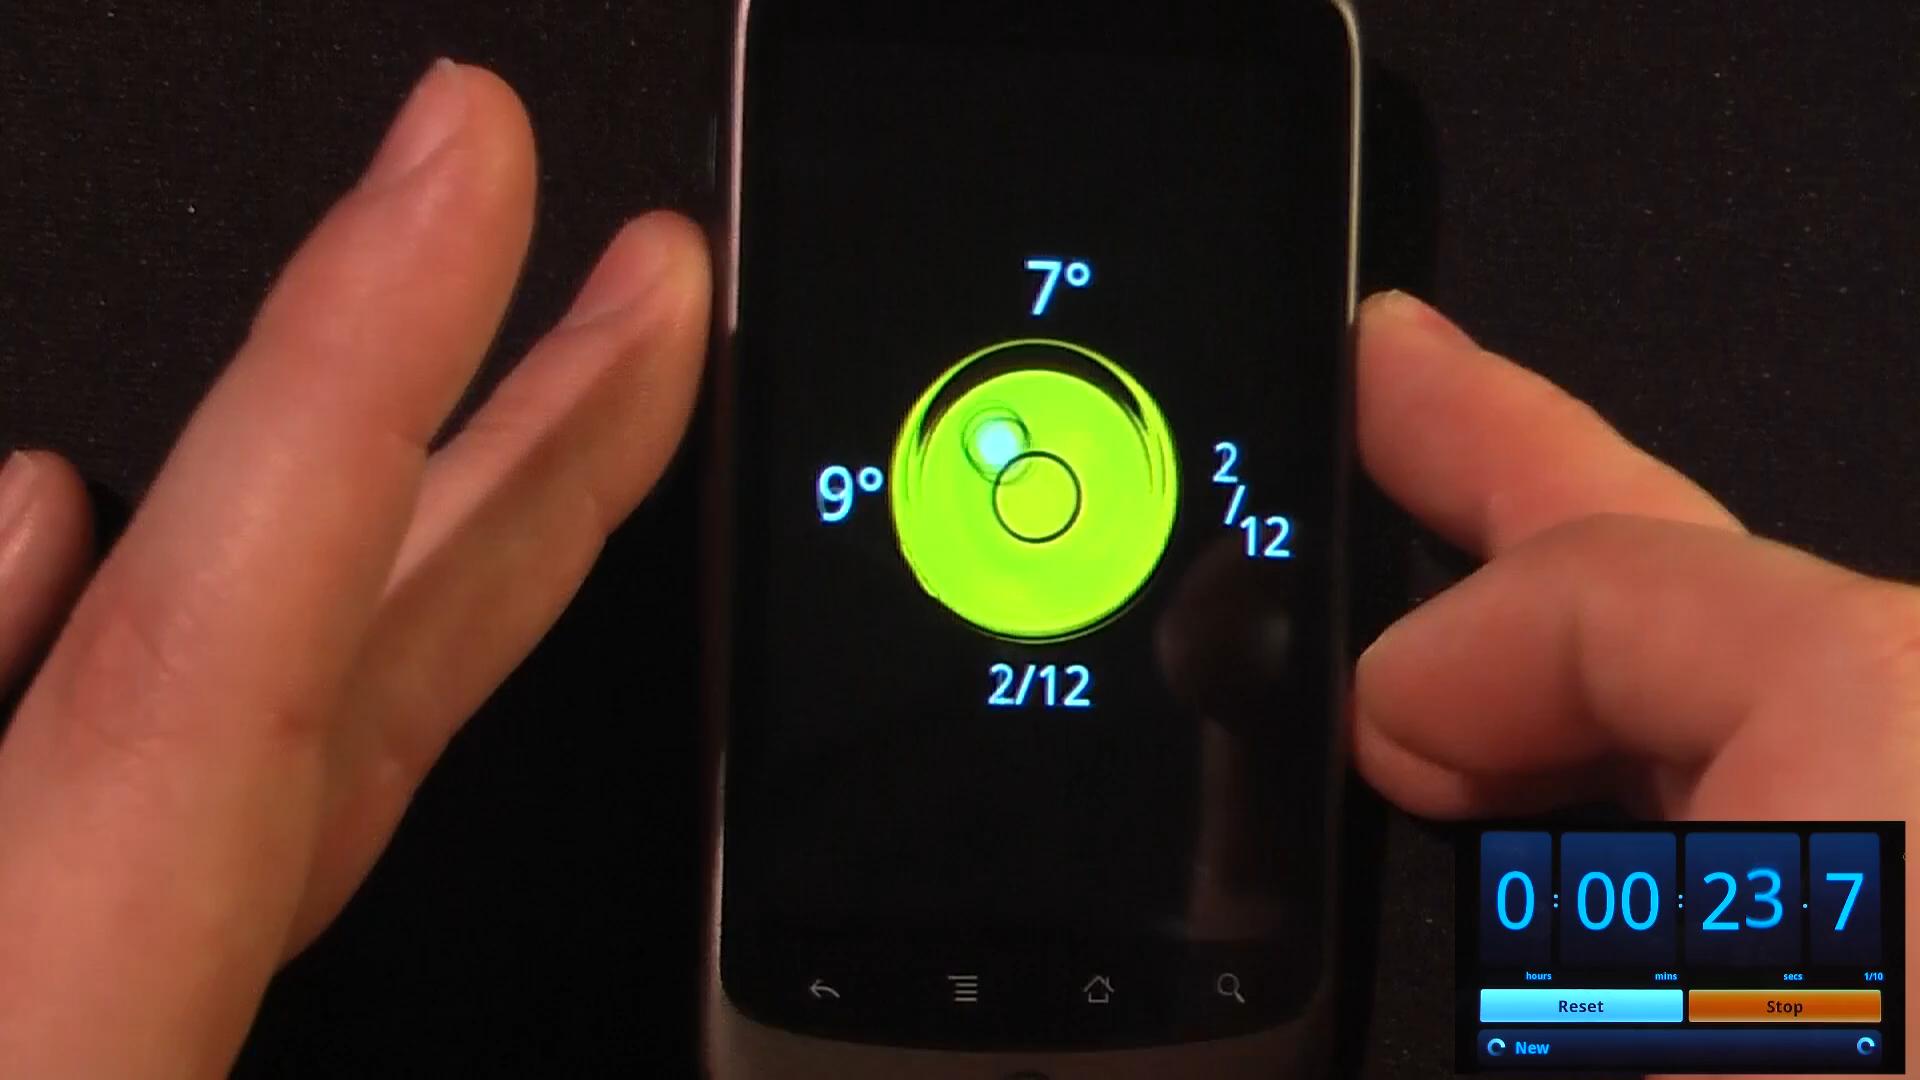 7°
9°
2/12
2/12
0:00:23.7
hours mins secs 1/10
Reset Stop
New